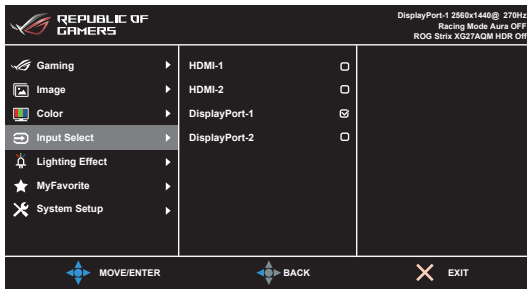 REPUBLIC OF
GAMERS
DisplayPort-1 2560x1440@ 270Hz
Racing Mode Aura OFF
ROG Strix XG27AQM HDR Off
Gaming
Image
Color
Input Select
Lighting Effect
MyFavorite
System Setup
HDMI-1
HDMI-2
DisplayPort-1
DisplayPort-2
MOVE/ENTER
BACK
EXIT